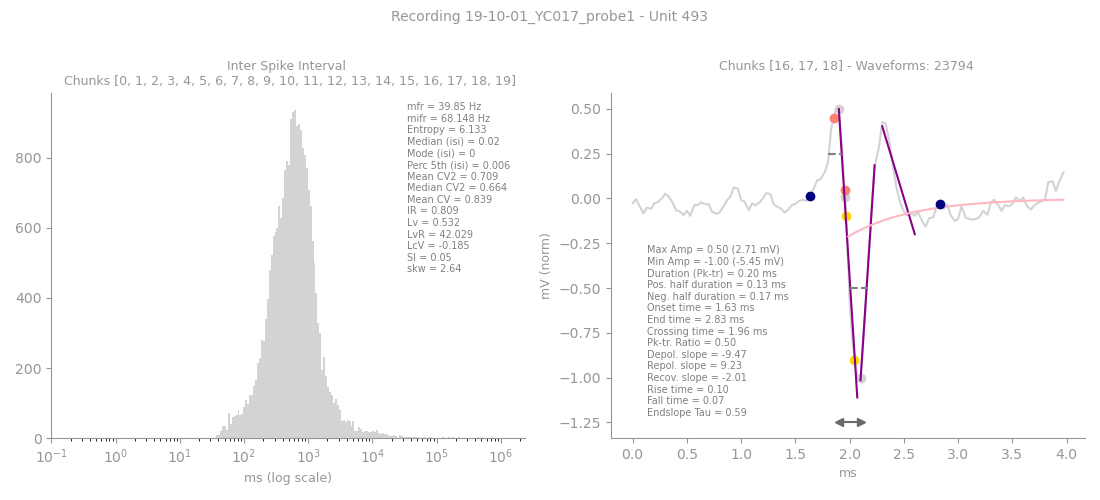 Recording 19-10-01_YC017_probe1 - Unit 493
Inter Spike Interval
Chunks [0, 1, 2, 3, 4, 5, 6, 7, 8, 9, 10, 11, 12, 13, 14, 15, 16, 17, 18, 19]
mfr = 39.85 Hz
mifr = 68.148 Hz
Entropy = 6.133
Median (isi) = 0.02
Mode (isi) = 0
Perc 5th (isi) = 0.006
Mean CV2 = 0.709
Median CV2 = 0.664
Mean CV = 0.839
IR = 0.809
Lv = 0.532
LvR = 42.029
LcV = -0.185
SI = 0.05
skw = 2.64
800
600
400
200
0
10⁻¹ 10⁰ 10¹ 10² 10³ 10⁴ 10⁵ 10⁶
ms (log scale)
Chunks [16, 17, 18] - Waveforms: 23794
0.50
0.25
0.00
−0.25
−0.50
−0.75
−1.00
−1.25
mV (norm)
Max Amp = 0.50 (2.71 mV)
Min Amp = -1.00 (-5.45 mV)
Duration (Pk-tr) = 0.20 ms
Pos. half duration = 0.13 ms
Neg. half duration = 0.17 ms
Onset time = 1.63 ms
End time = 2.83 ms
Crossing time = 1.96 ms
Pk-tr. Ratio = 0.50
Depol. slope = -9.47
Repol. slope = 9.23
Recov. slope = -2.01
Rise time = 0.10
Fall time = 0.07
Endslope Tau = 0.59
0.0 0.5 1.0 1.5 2.0 2.5 3.0 3.5 4.0
ms